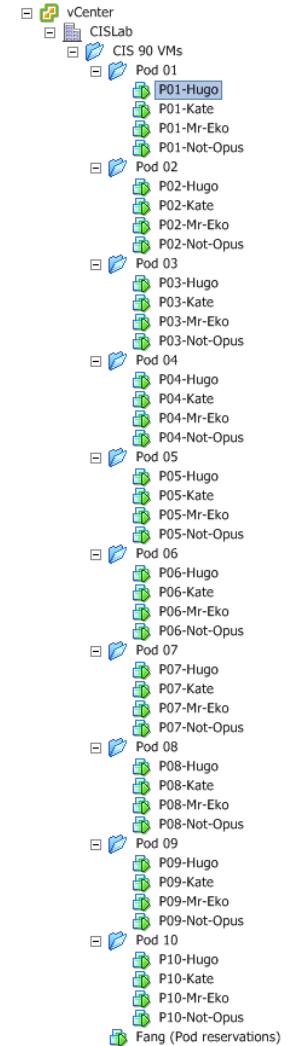 vCenter
CISLab
CIS 90 VMs
Pod 01
P01-Hugo
P01-Kate
P01-Mr-Eko
P01-Not-Opus
Pod 02
P02-Hugo
P02-Kate
P02-Mr-Eko
P02-Not-Opus
Pod 03
P03-Hugo
P03-Kate
P03-Mr-Eko
P03-Not-Opus
Pod 04
P04-Hugo
P04-Kate
P04-Mr-Eko
P04-Not-Opus
Pod 05
P05-Hugo
P05-Kate
P05-Mr-Eko
P05-Not-Opus
Pod 06
P06-Hugo
P06-Kate
P06-Mr-Eko
P06-Not-Opus
Pod 07
P07-Hugo
P07-Kate
P07-Mr-Eko
P07-Not-Opus
Pod 08
P08-Hugo
P08-Kate
P08-Mr-Eko
P08-Not-Opus
Pod 09
P09-Hugo
P09-Kate
P09-Mr-Eko
P09-Not-Opus
Pod 10
P10-Hugo
P10-Kate
P10-Mr-Eko
P10-Not-Opus
Fang (Pod reservations)